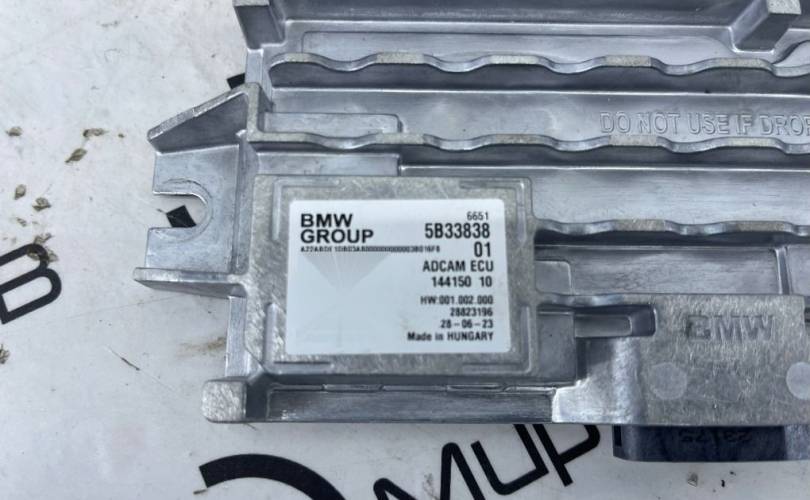 DO NOT USE IF DROP
6651
BMW
GROUP
5B33838
01
ADCAM ECU
144150 10
HW:001.002.000
28823196
28-06-23
Made in HUNGARY
BMW
23175